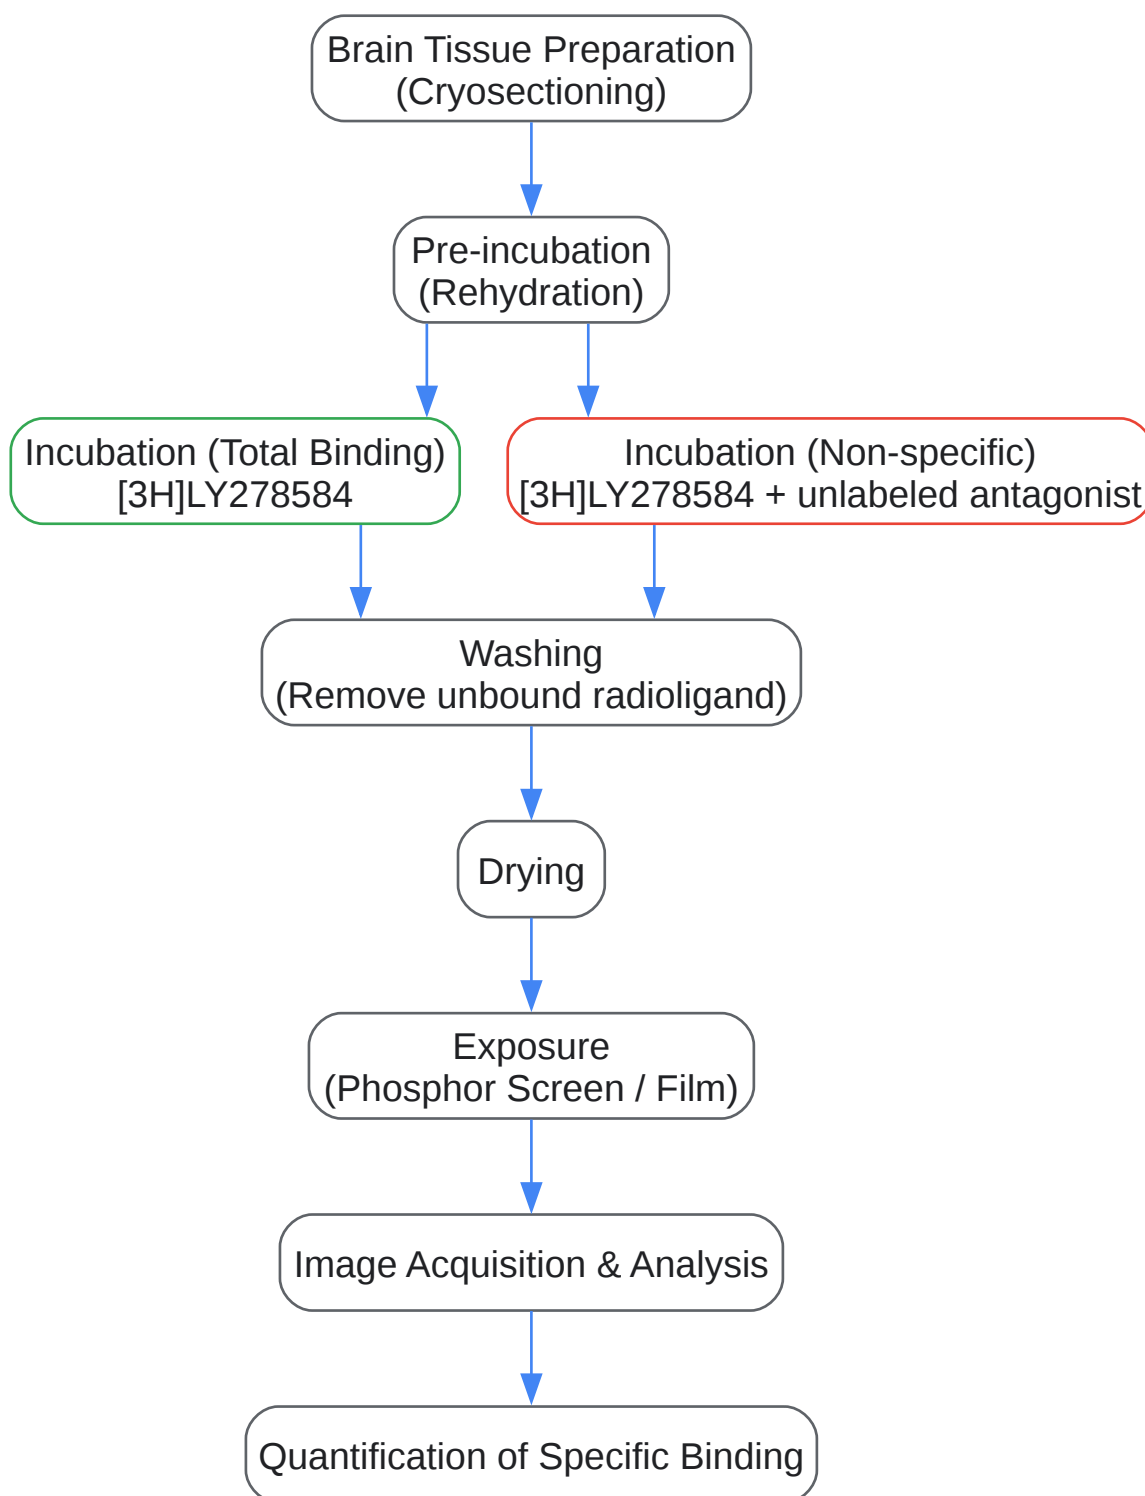 Brain Tissue Preparation
(Cryosectioning)
Pre-incubation
(Rehydration)
Incubation (Total Binding)
[3H]LY278584
Incubation (Non-specific)
[3H]LY278584 + unlabeled antagonist
Washing
(Remove unbound radioligand)
Drying
Exposure
(Phosphor Screen / Film)
Image Acquisition & Analysis
Quantification of Specific Binding